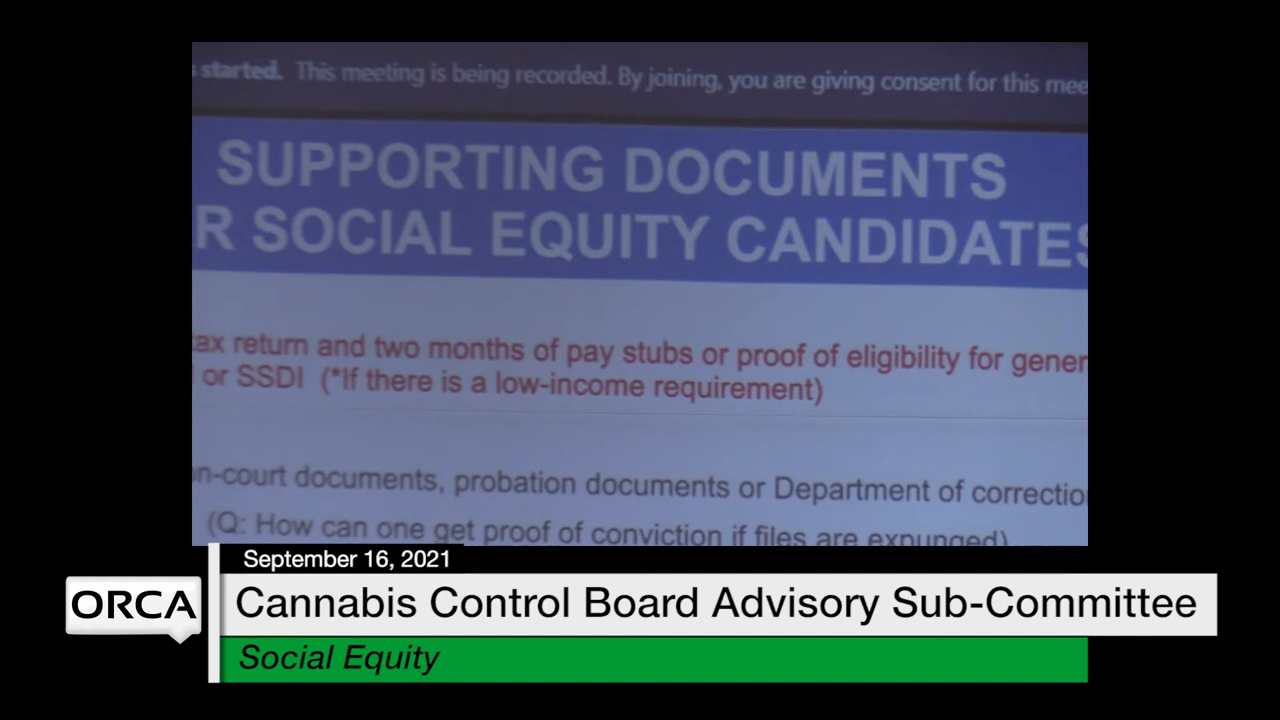 started. This meeting is being recorded. By joining, you are giving consent for this mee
SUPPORTING DOCUMENTS
R SOCIAL EQUITY CANDIDATES
tax return and two months of pay stubs or proof of eligibility for gener
or SSDI (*If there is a low-income requirement)
n-court documents, probation documents or Department of correctio
(Q: How can one get proof of conviction if files are expunged)
September 16, 2021
ORCA
Cannabis Control Board Advisory Sub-Committee
Social Equity